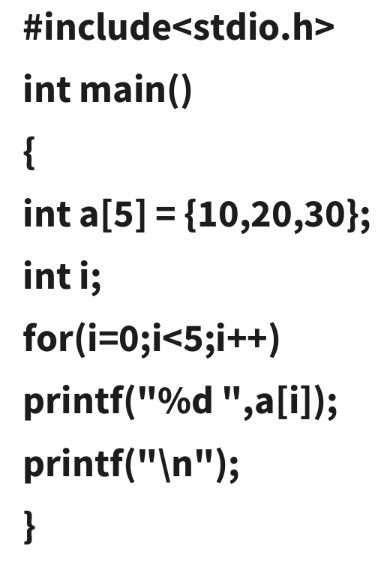 #include<stdio.h>
int main()
{
int a[5] = {10,20,30};
int i;
for(i=0;i<5;i++)
printf("%d ",a[i]);
printf("\n");
}